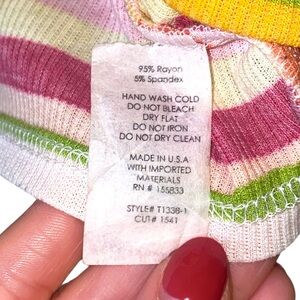 95% Rayon
5% Spandex
HAND WASH COLD
DO NOT BLEACH
DRY FLAT
DO NOT IRON
DO NOT DRY CLEAN
MADE IN U.S.A
WITH IMPORTED
MATERIALS
RN # 155833
STYLE# T1338-1
CUT# 1541